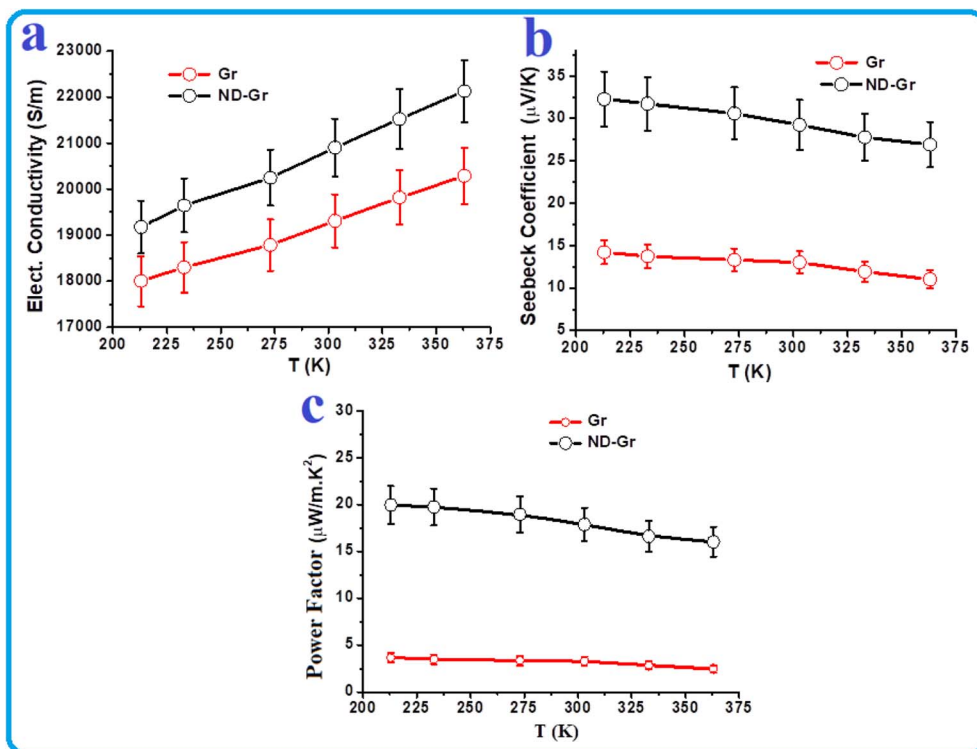 a
23000
22000
21000
20000
19000
18000
17000
Elect. Conductivity (S/m)
Gr
ND-Gr
200 225 250 275 300 325 350 375
T (K)
b
40
35
30
25
20
15
10
5
Seebeck Coefficient (μV/K)
Gr
ND-Gr
200 225 250 275 300 325 350 375
T (K)
c
30
25
20
15
10
5
0
Power Factor (μW/m.K²)
Gr
ND-Gr
200 225 250 275 300 325 350 375
T (K)